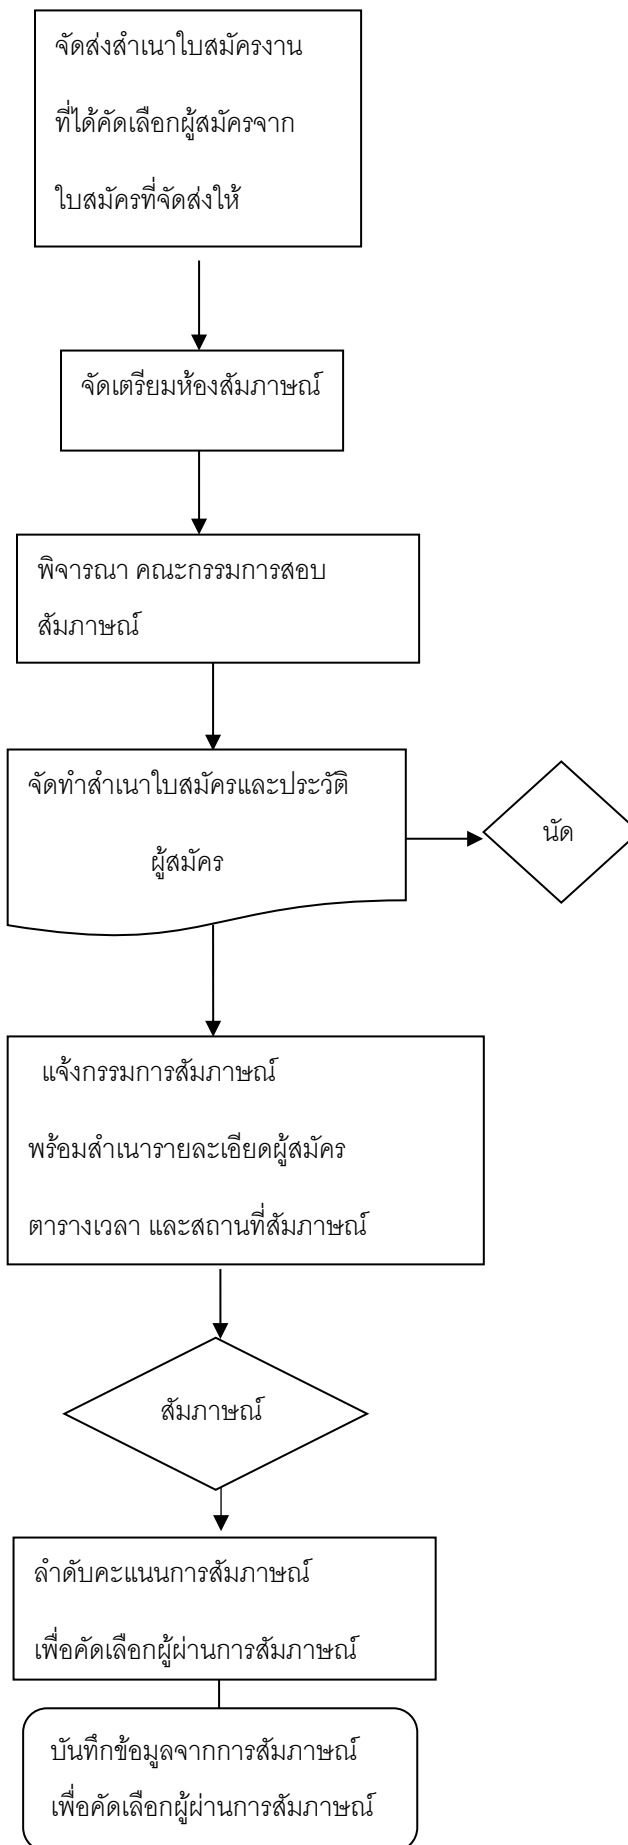 จัดส่งสำเนาใบสมัครงาน
ที่ได้คัดเลือกผู้สมัครจาก
ใบสมัครที่จัดส่งให้
จัดเตรียมห้องสัมภาษณ์
พิจารณา คณะกรรมการสอบ
สัมภาษณ์
จัดทำสำเนาใบสมัครและประวัติ
ผู้สมัคร
นัด
แจ้งกรรมการสัมภาษณ์
พร้อมสำเนารายละเอียดผู้สมัคร
ตารางเวลา และสถานที่สัมภาษณ์
สัมภาษณ์
ลำดับคะแนนการสัมภาษณ์
เพื่อคัดเลือกผู้ผ่านการสัมภาษณ์
บันทึกข้อมูลจากการสัมภาษณ์
เพื่อคัดเลือกผู้ผ่านการสัมภาษณ์